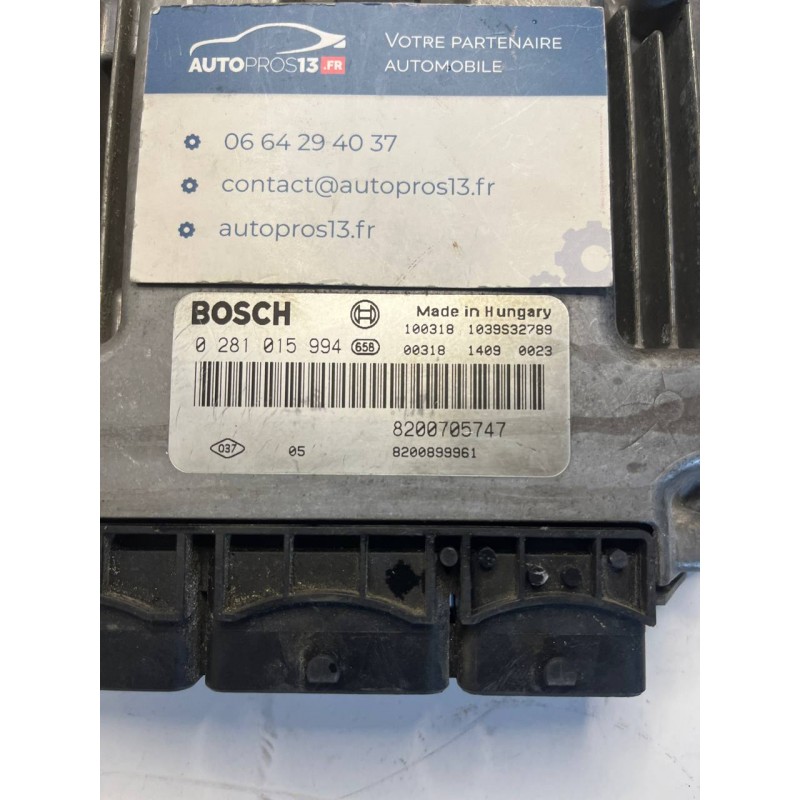 AUTOPROS13.FR
VOTRE PARTENAIRE
AUTOMOBILE
06 64 29 40 37
contact@autopros13.fr
autopros13.fr
BOSCH Made in Hungary
100318 1039S32789
0 281 015 994 658 00318 1409 0023
8200705747
037 05 8200899961